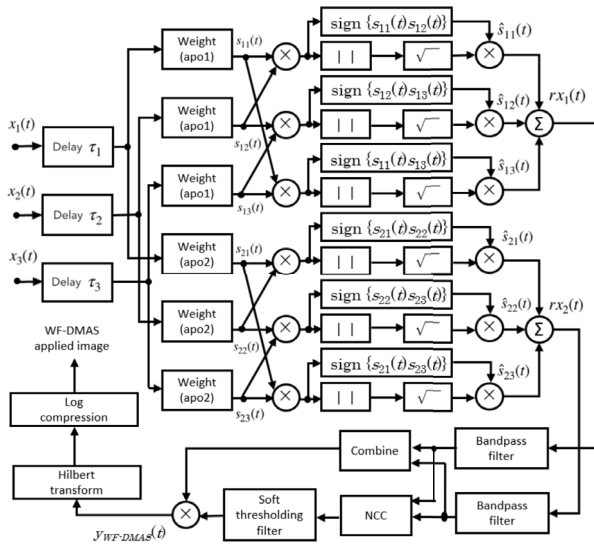 x₁(t)
Delay τ₁
x₂(t)
Delay τ₂
x₃(t)
Delay τ₃
Weight
(apo1)
s₁₁(t)
×
sign {s₁₁(t)s₁₂(t)}
| |
√
×
ŝ₁₁(t)
Weight
(apo1)
s₁₂(t)
×
sign {s₁₂(t)s₁₃(t)}
| |
√
×
ŝ₁₂(t)
Σ
rx₁(t)
Weight
(apo1)
s₁₃(t)
×
sign {s₁₁(t)s₁₃(t)}
| |
√
×
ŝ₁₃(t)
Weight
(apo2)
s₂₁(t)
×
sign {s₂₁(t)s₂₂(t)}
| |
√
×
ŝ₂₁(t)
Weight
(apo2)
s₂₂(t)
×
sign {s₂₂(t)s₂₃(t)}
| |
√
×
ŝ₂₂(t)
Σ
rx₂(t)
Weight
(apo2)
s₂₃(t)
×
sign {s₂₁(t)s₂₃(t)}
| |
√
×
ŝ₂₃(t)
WF-DMAS
applied image
Log
compression
Hilbert
transform
×
y_WF-DMAS(t)
Combine
Bandpass
filter
Soft
thresholding
filter
NCC
Bandpass
filter